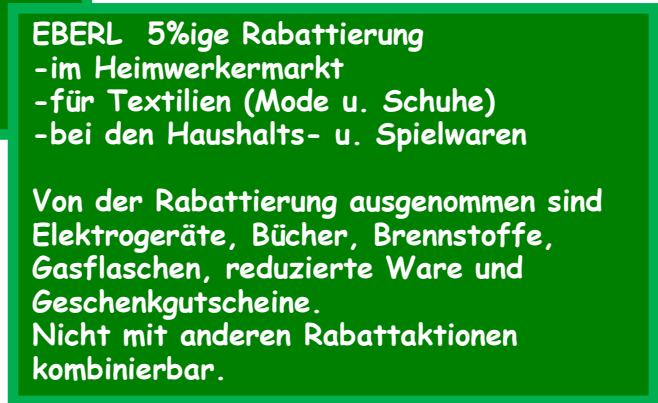 EBERL  5%ige Rabattierung
-im Heimwerkermarkt
-für Textilien (Mode u. Schuhe)
-bei den Haushalts- u. Spielwaren
Von der Rabattierung ausgenommen sind
Elektrogeräte, Bücher, Brennstoffe,
Gasflaschen, reduzierte Ware und
Geschenkgutscheine.
Nicht mit anderen Rabattaktionen
kombinierbar.